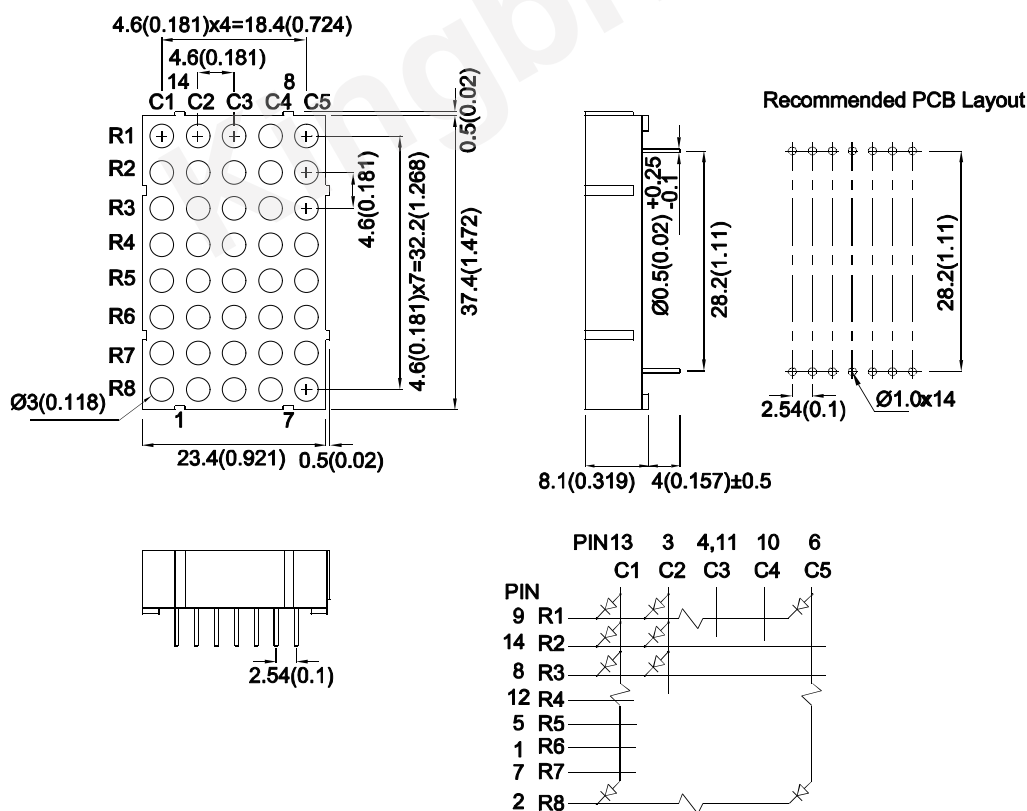 4.6(0.181)x4=18.4(0.724)
4.6(0.181)
14 8
C1 C2 C3 C4 C5
R1
R2
R3
R4
R5
R6
R7
R8
Ø3(0.118)
1 7
23.4(0.921) 0.5(0.02)
4.6(0.181)
4.6(0.181)x7=32.2(1.268)
0.5(0.02)
37.4(1.472)
Ø0.5(0.02) +0.25 -0.1
28.2(1.11)
8.1(0.319) 4(0.157)±0.5
Recommended PCB Layout
28.2(1.11)
2.54(0.1)
Ø1.0x14
2.54(0.1)
PIN13 3 4,11 10 6
C1 C2 C3 C4 C5
PIN
9 R1
14 R2
8 R3
12 R4
5 R5
1 R6
7 R7
2 R8